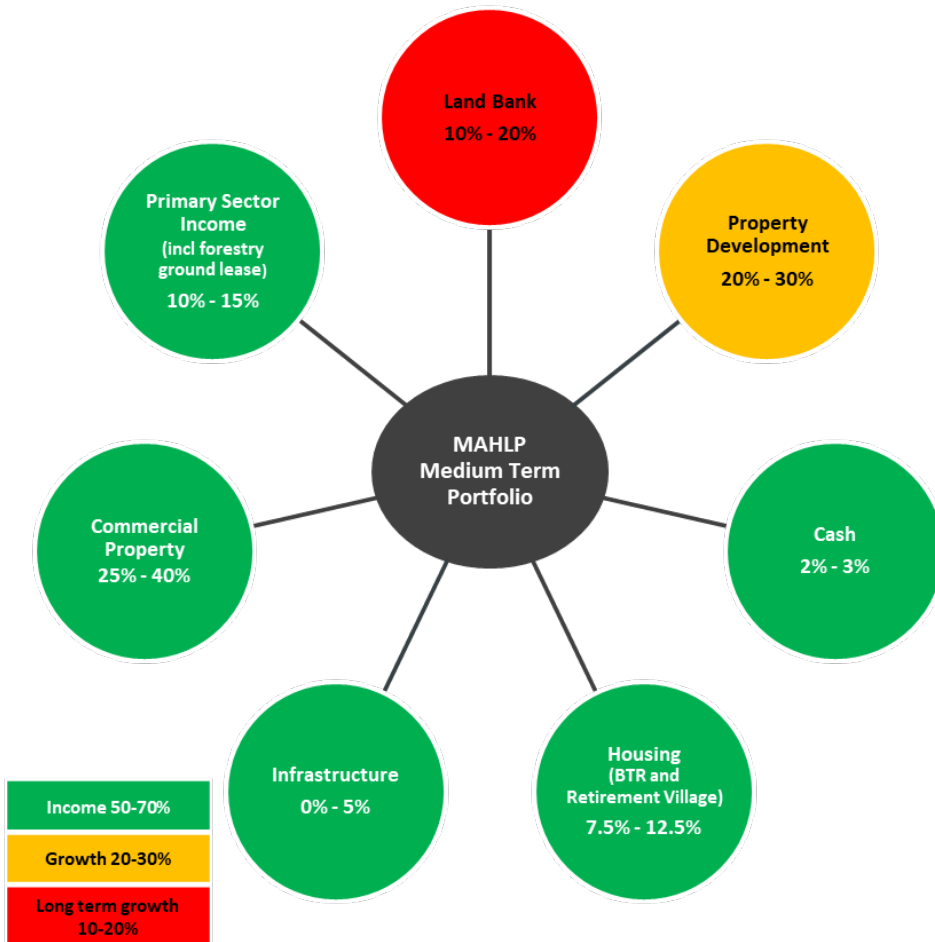 Land Bank
10% - 20%
Primary Sector
Income
(incl forestry
ground lease)
10% - 15%
Property
Development
20% - 30%
MAHLP
Medium Term
Portfolio
Commercial
Property
25% - 40%
Cash
2% - 3%
Infrastructure
0% - 5%
Housing
(BTR and
Retirement Village)
7.5% - 12.5%
Income 50-70%
Growth 20-30%
Long term growth
10-20%